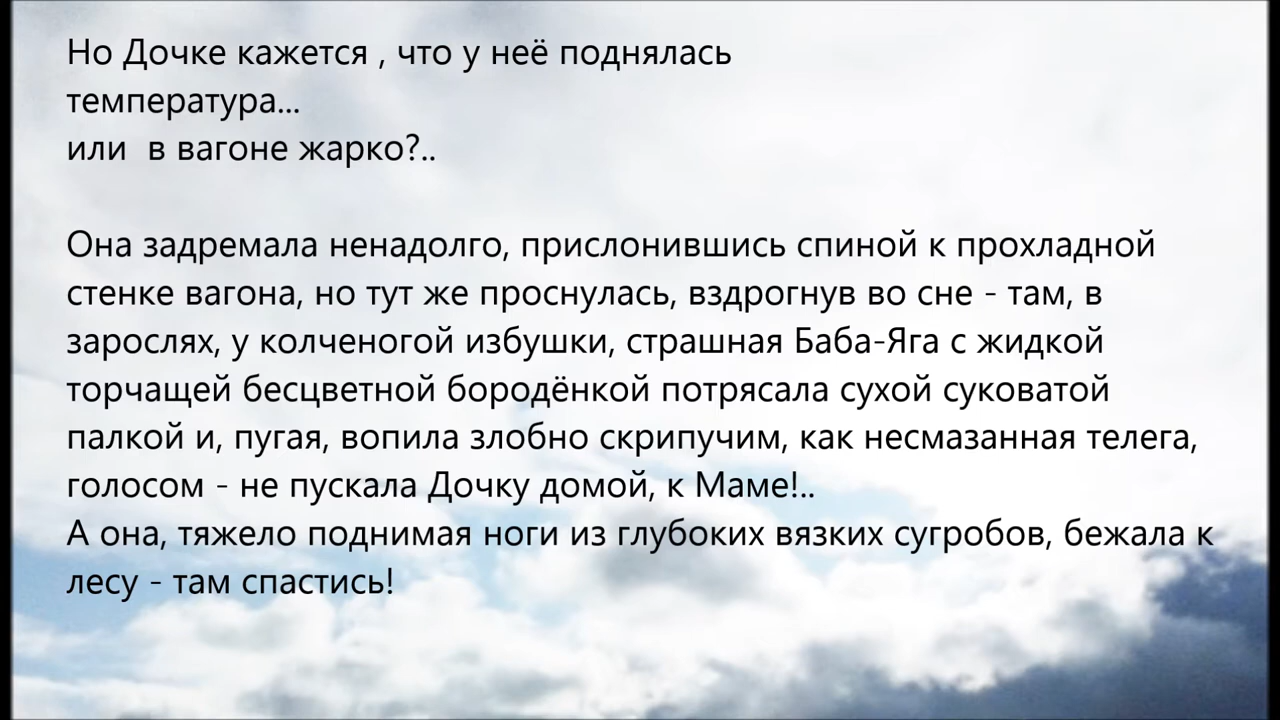 Но Дочке кажется , что у неё поднялась
температура...
или  в вагоне жарко?..
Она задремала ненадолго, прислонившись спиной к прохладной
стенке вагона, но тут же проснулась, вздрогнув во сне - там, в
зарослях, у колченогой избушки, страшная Баба-Яга с жидкой
торчащей бесцветной бородёнкой потрясала сухой суковатой
палкой и, пугая, вопила злобно скрипучим, как несмазанная телега,
голосом - не пускала Дочку домой, к Маме!..
А она, тяжело поднимая ноги из глубоких вязких сугробов, бежала к
лесу - там спастись!